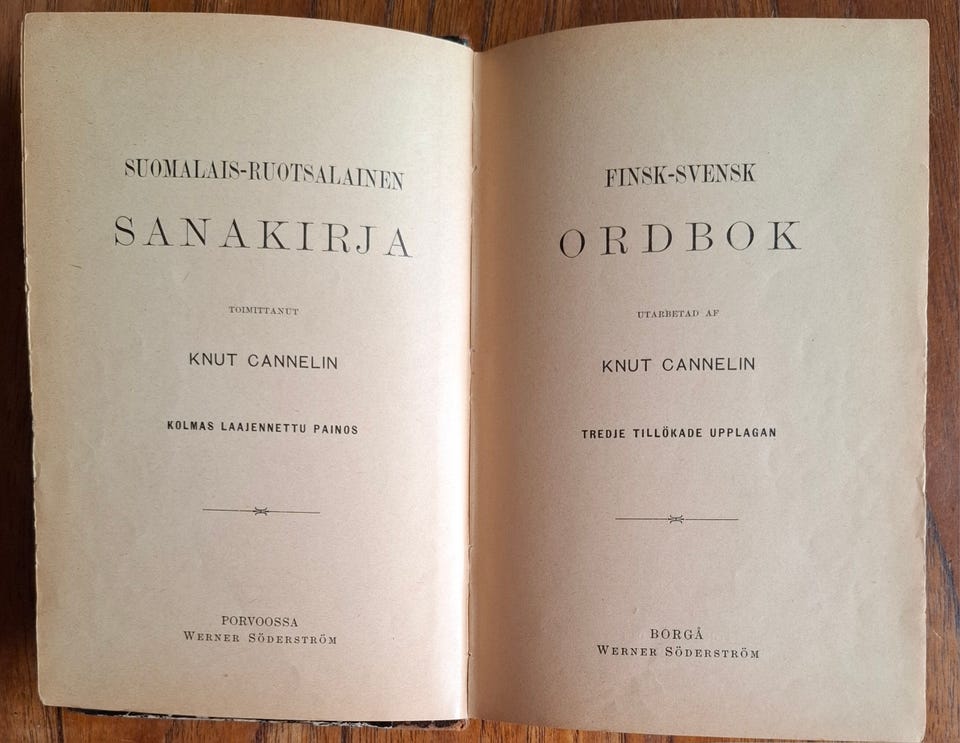 SUOMALAIS-RUOTSALAINEN
SANAKIRJA
TOIMITTANUT
KNUT CANNELIN
KOLMAS LAAJENNETTU PAINOS
PORVOOSSA
WERNER SÖDERSTRÖM
FINSK-SVENSK
ORDBOK
UTARBETAD AF
KNUT CANNELIN
TREDJE TILLÖKADE UPPLAGAN
BORGÅ
WERNER SÖDERSTRÖM